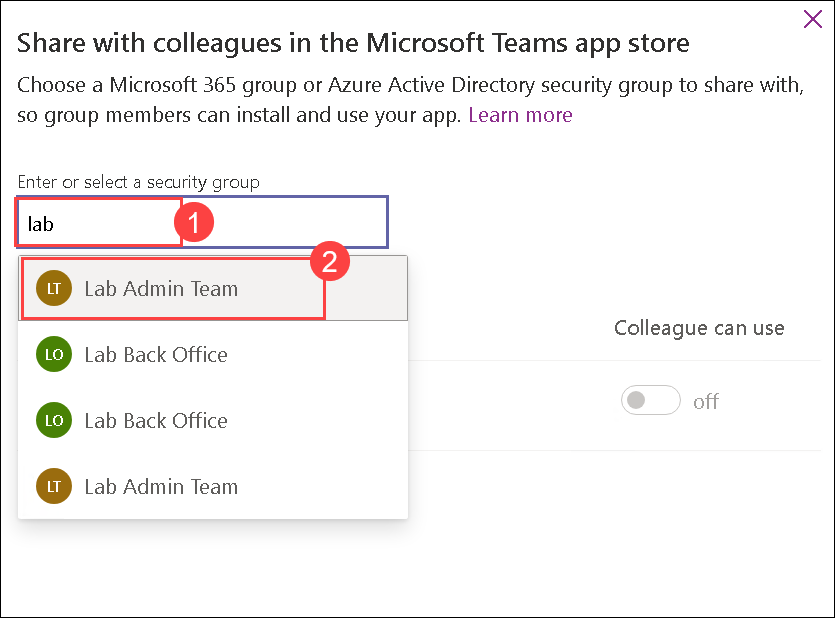 Share with colleagues in the Microsoft Teams app store
Choose a Microsoft 365 group or Azure Active Directory security group to share with,
so group members can install and use your app. Learn more
Enter or select a security group
lab
1
2
LT Lab Admin Team
Colleague can use
LO Lab Back Office
off
LO Lab Back Office
LT Lab Admin Team